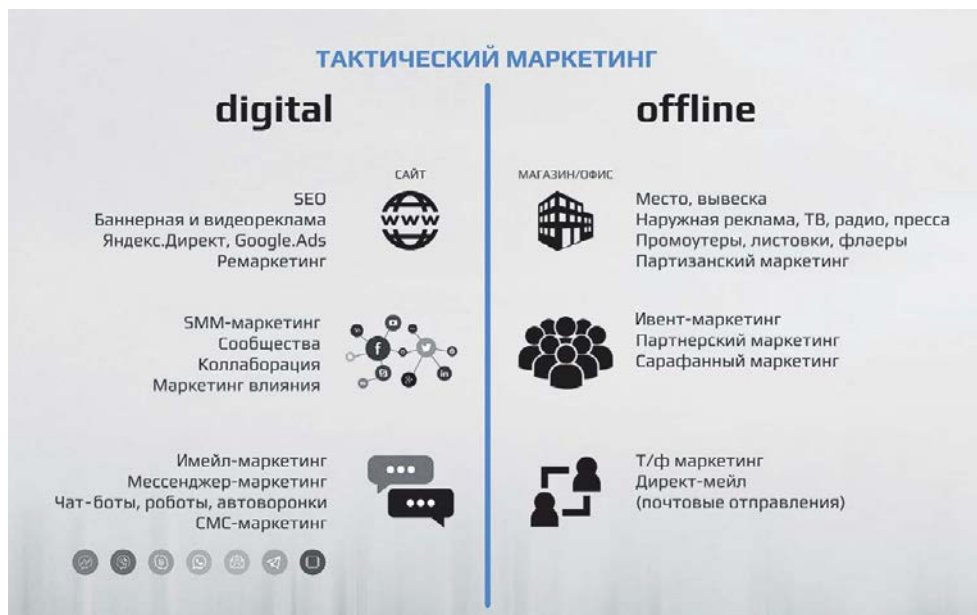 ТАКТИЧЕСКИЙ МАРКЕТИНГ
digital
САЙТ
SEO
Баннерная и видеореклама
Яндекс.Директ, Google.Ads
Ремаркетинг
www
SMM-маркетинг
Сообщества
Коллаборация
Маркетинг влияния
Имейл-маркетинг
Мессенджер-маркетинг
Чат-боты, роботы, автоворонки
СМС-маркетинг
offline
МАГАЗИН/ОФИС
Место, вывеска
Наружная реклама, ТВ, радио, пресса
Промоутеры, листовки, флаеры
Партизанский маркетинг
Ивент-маркетинг
Партнерский маркетинг
Сарафанный маркетинг
Т/ф маркетинг
Директ-мейл
(почтовые отправления)